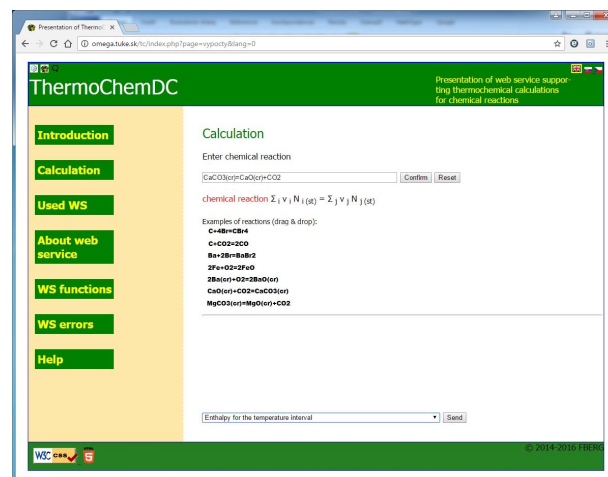 Presentation of ThermoC
omega.tuke.sk/tc/index.php?page=vypocty&lang=0
ThermoChemDC
Presentation of web service suppor-
ting thermochemical calculations
for chemical reactions
Introduction
Calculation
Used WS
About web
service
WS functions
WS errors
Help
Calculation
Enter chemical reaction
CaCO3(cr)=CaO(cr)+CO2
Confirm Reset
chemical reaction Σ i ν i N i (st) = Σ j ν j N j (st)
Examples of reactions (drag & drop):
C+4Br=CBr4
C+CO2=2CO
Ba+2Br=BaBr2
2Fe+O2=2FeO
2Ba(cr)+O2=2BaO(cr)
CaO(cr)+CO2=CaCO3(cr)
MgCO3(cr)=MgO(cr)+CO2
Enthalpy for the temperature interval
Send
W3C css
HTML
5
© 2014-2016 FBERG